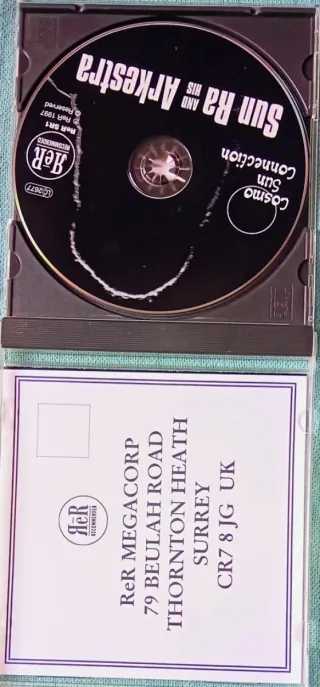 Sun Ra AND HIS Arkestra
Cosmo
Sun
Connection
ReR
RECOMMENDED
ReR SR1
℗ ReR 1997
Reserved
LC2677
ReR
RECOMMENDED
ReR MEGACORP
79 BEULAH ROAD
THORNTON HEATH
SURREY
CR7 8JG UK